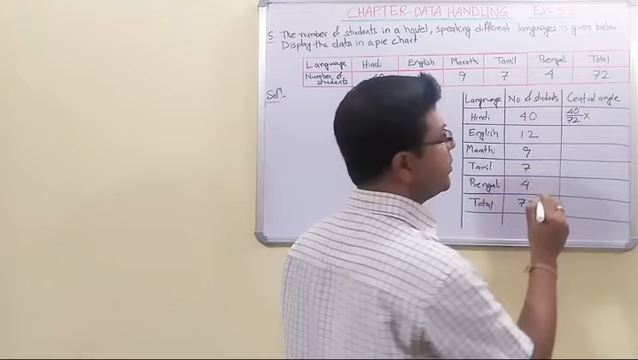 CHAPTER- DATA HANDLING EX-5.2
5. The number of students in a hostel, speaking different languages is given below.
Display the data in a pie chart
Language Hindi English Marathi Tamil Bengali Total
Number of students 9 7 4 72
Solⁿ:-
Language No of students Central angle
Hindi 40 40/72 ×
English 12
Marathi 9
Tamil 7
Bengali 4
Total